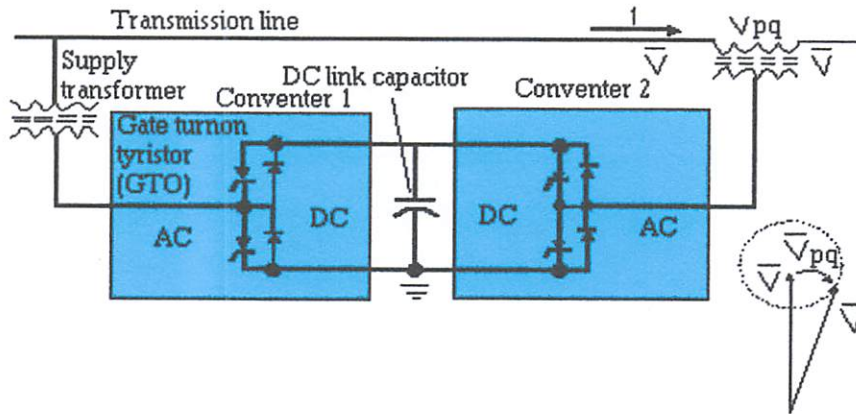 Transmission line
1
Vpq
V
V
Supply
transformer
DC link capacitor
Conventer 1
Conventer 2
Gate turnon
tyristor
(GTO)
AC
DC
DC
AC
V
Vpq
V